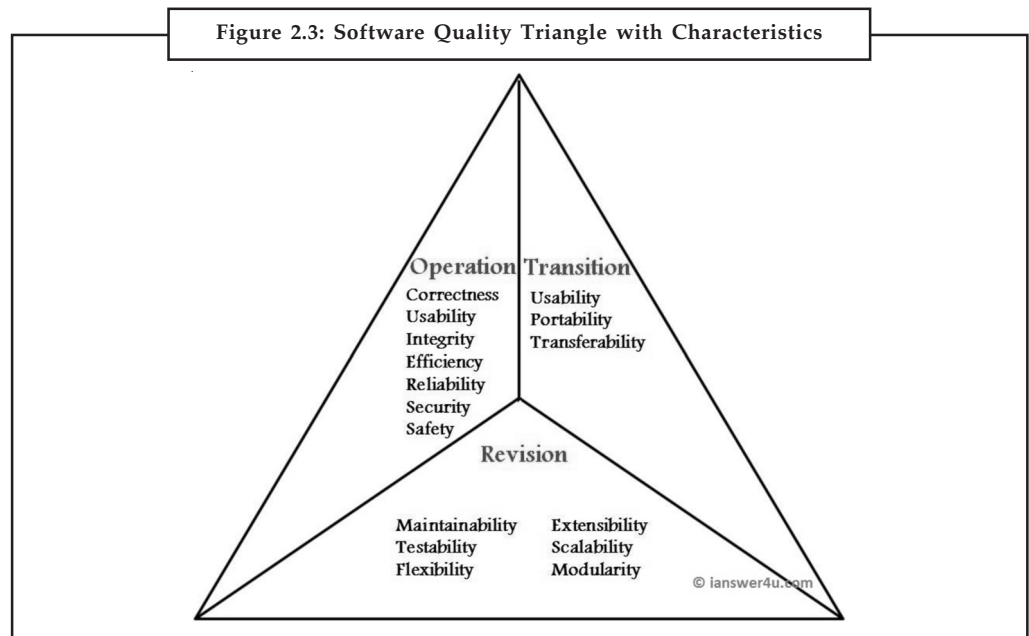 Figure 2.3: Software Quality Triangle with Characteristics
Operation
Correctness
Usability
Integrity
Efficiency
Reliability
Security
Safety
Transition
Usability
Portability
Transferability
Revision
Maintainability
Testability
Flexibility
Extensibility
Scalability
Modularity
© ianswer4u.com